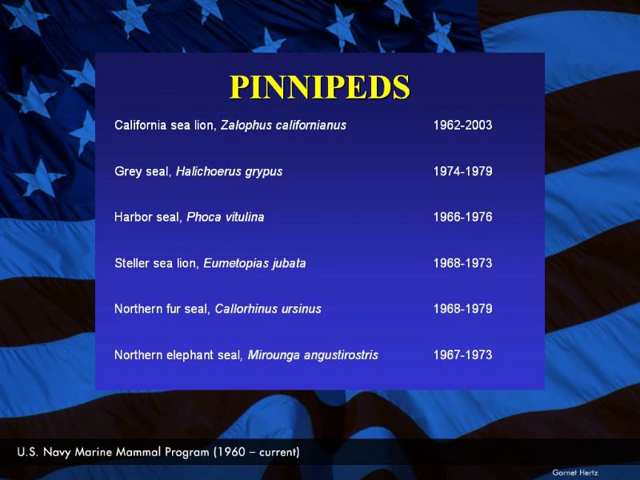 PINNIPEDS
California sea lion, Zalophus californianus 1962-2003
Grey seal, Halichoerus grypus 1974-1979
Harbor seal, Phoca vitulina 1966-1976
Steller sea lion, Eumetopias jubata 1968-1973
Northern fur seal, Callorhinus ursinus 1968-1979
Northern elephant seal, Mirounga angustirostris 1967-1973
U.S. Navy Marine Mammal Program (1960 – current)
Garnet Hertz